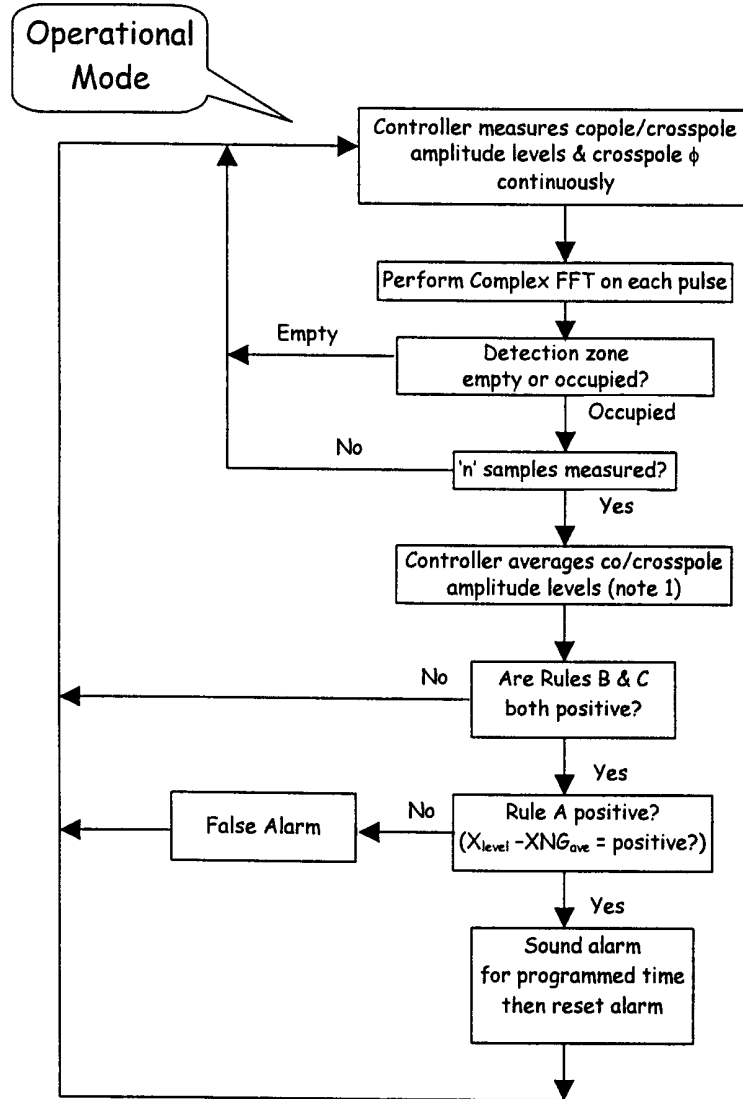 Operational
Mode
Controller measures copole/crosspole
amplitude levels & crosspole ϕ
continuously
Perform Complex FFT on each pulse
Empty
Detection zone
empty or occupied?
Occupied
No
'n' samples measured?
Yes
Controller averages co/crosspole
amplitude levels (note 1)
No
Are Rules B & C
both positive?
Yes
False Alarm
No
Rule A positive?
(Xlevel –XNGave = positive?)
Yes
Sound alarm
for programmed time
then reset alarm